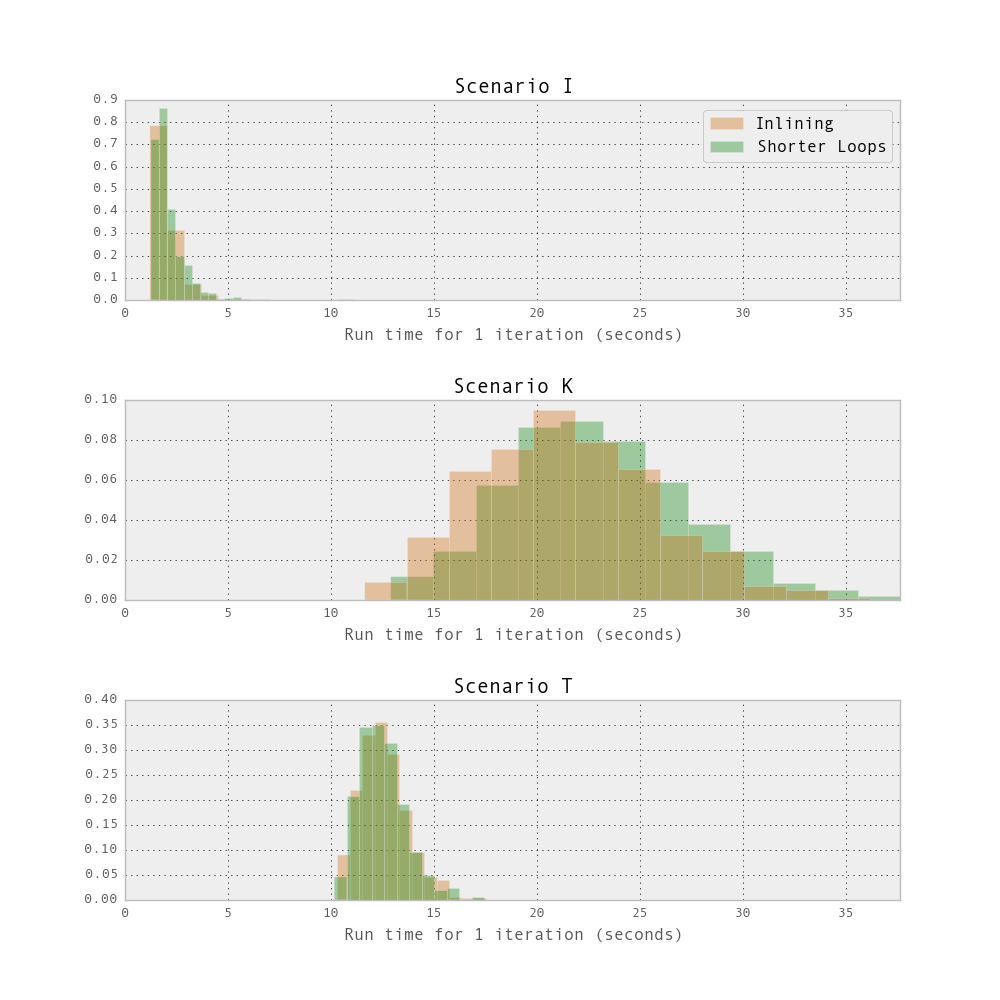 Scenario I
0.9
0.8
0.7
0.6
0.5
0.4
0.3
0.2
0.1
0.0
Inlining
Shorter Loops
0 5 10 15 20 25 30 35
Run time for 1 iteration (seconds)
Scenario K
0.10
0.08
0.06
0.04
0.02
0.00
0 5 10 15 20 25 30 35
Run time for 1 iteration (seconds)
Scenario T
0.40
0.35
0.30
0.25
0.20
0.15
0.10
0.05
0.00
0 5 10 15 20 25 30 35
Run time for 1 iteration (seconds)